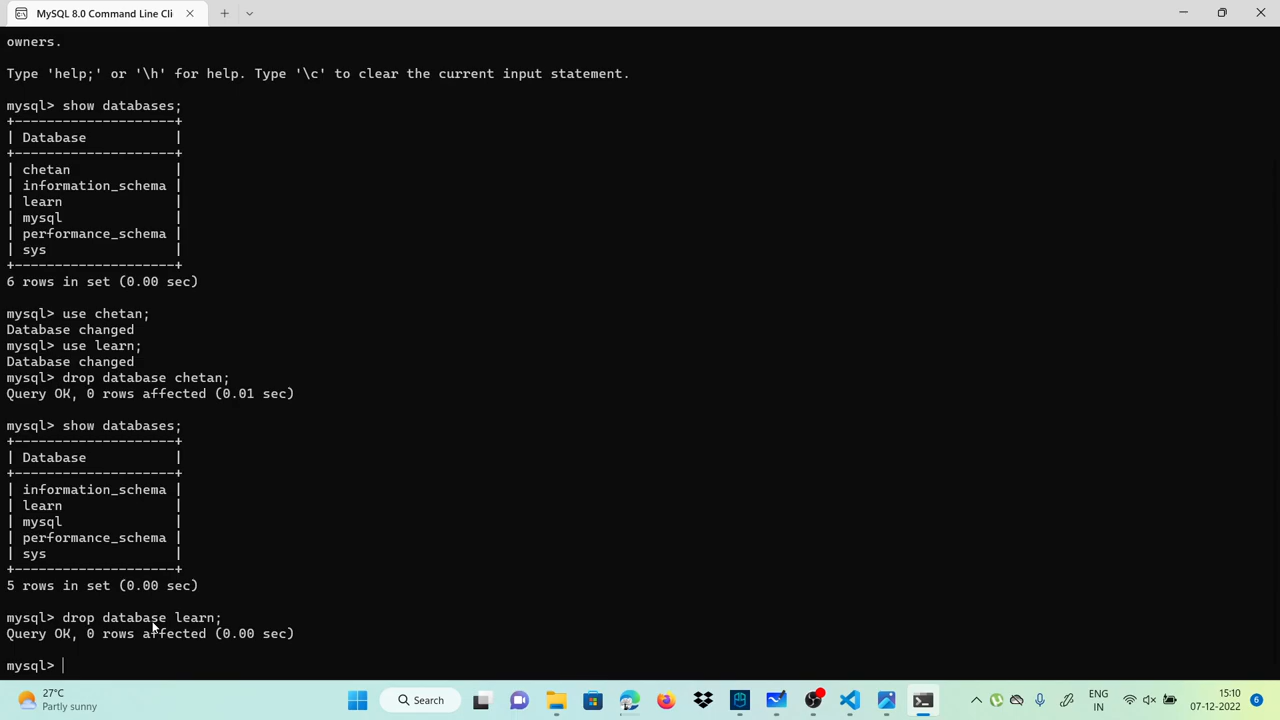 MySQL 8.0 Command Line Cli
owners.
Type 'help;' or '\h' for help. Type '\c' to clear the current input statement.
mysql> show databases;
+--------------------+
| Database           |
+--------------------+
| chetan             |
| information_schema |
| learn              |
| mysql              |
| performance_schema |
| sys                |
+--------------------+
6 rows in set (0.00 sec)
mysql> use chetan;
Database changed
mysql> use learn;
Database changed
mysql> drop database chetan;
Query OK, 0 rows affected (0.01 sec)
mysql> show databases;
+--------------------+
| Database           |
+--------------------+
| information_schema |
| learn              |
| mysql              |
| performance_schema |
| sys                |
+--------------------+
5 rows in set (0.00 sec)
mysql> drop database learn;
Query OK, 0 rows affected (0.00 sec)
mysql>
27°C
Partly sunny
Search
ENG
IN
15:10
07-12-2022
6